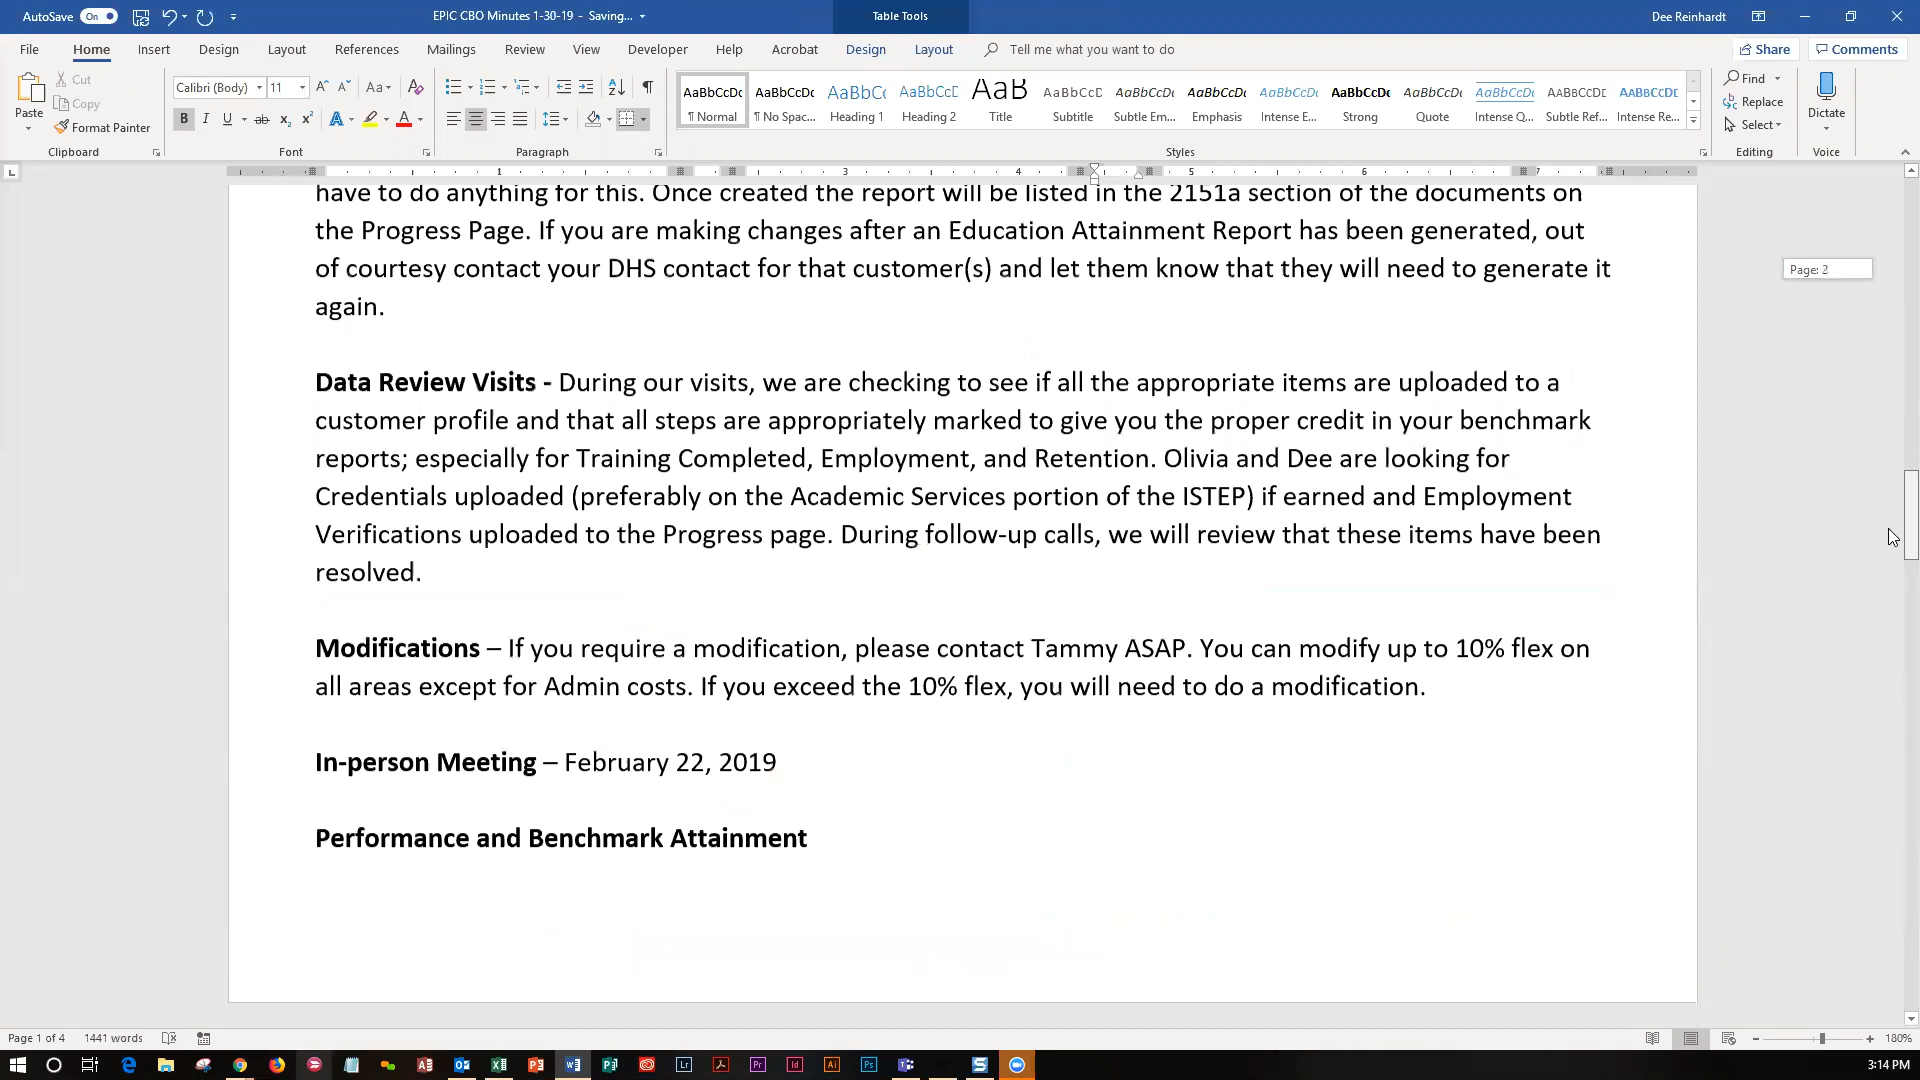 AutoSave On EPIC CBO Minutes 1-30-19 - Saving... Table Tools Dee Reinhardt
File Home Insert Design Layout References Mailings Review View Developer Help Acrobat Design Layout Tell me what you want to do Share Comments
Paste Cut Copy Format Painter
Calibri (Body) 11
AaBbCcDc AaBbCcDc AaBbCc AaBbCcD AaB AaBbCcD AaBbCcDc AaBbCcDc AaBbCcDc AaBbCcDc AaBbCcDc AaBbCcDc AABBCCDE AABBCCDE
¶ Normal ¶ No Spac... Heading 1 Heading 2 Title Subtitle Subtle Em... Emphasis Intense E... Strong Quote Intense Q... Subtle Ref... Intense Re...
Find Replace Select Dictate
Clipboard Font Paragraph Styles Editing Voice
1 3 4 5 6 7
have to do anything for this. Once created the report will be listed in the 2151a section of the documents on
the Progress Page. If you are making changes after an Education Attainment Report has been generated, out
of courtesy contact your DHS contact for that customer(s) and let them know that they will need to generate it
again.
Page: 2
Data Review Visits - During our visits, we are checking to see if all the appropriate items are uploaded to a
customer profile and that all steps are appropriately marked to give you the proper credit in your benchmark
reports; especially for Training Completed, Employment, and Retention. Olivia and Dee are looking for
Credentials uploaded (preferably on the Academic Services portion of the ISTEP) if earned and Employment
Verifications uploaded to the Progress page. During follow-up calls, we will review that these items have been
resolved.
Modifications – If you require a modification, please contact Tammy ASAP. You can modify up to 10% flex on
all areas except for Admin costs. If you exceed the 10% flex, you will need to do a modification.
In-person Meeting – February 22, 2019
Performance and Benchmark Attainment
Page 1 of 4 1441 words 180%
3:14 PM